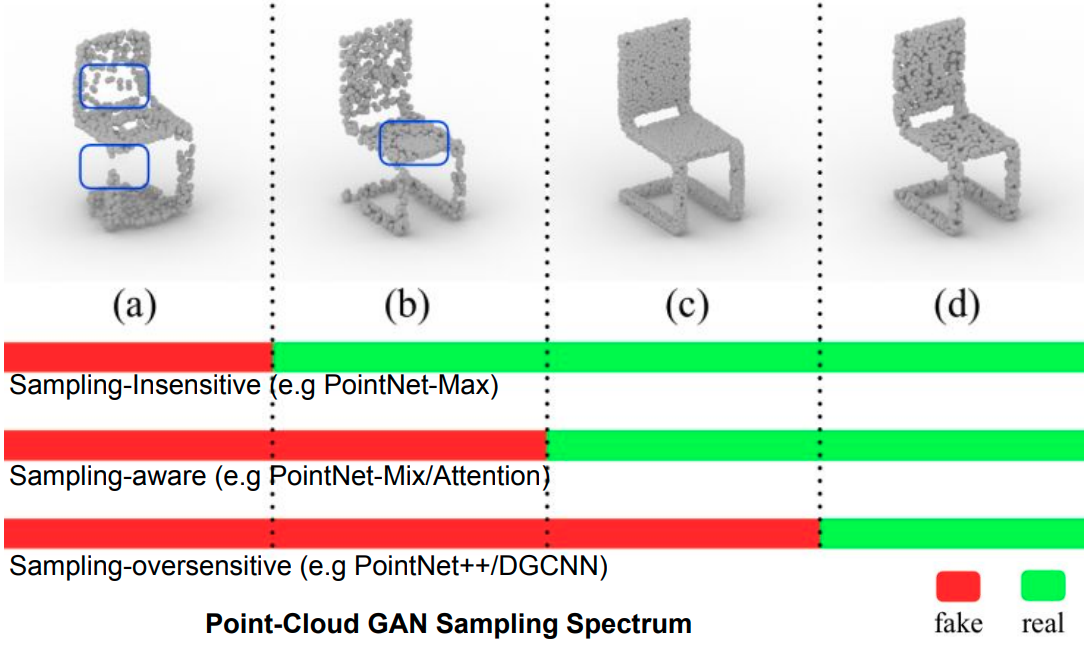 (a) (b) (c) (d)
Sampling-Insensitive (e.g PointNet-Max)
Sampling-aware (e.g PointNet-Mix/Attention)
Sampling-oversensitive (e.g PointNet++/DGCNN)
Point-Cloud GAN Sampling Spectrum
fake real